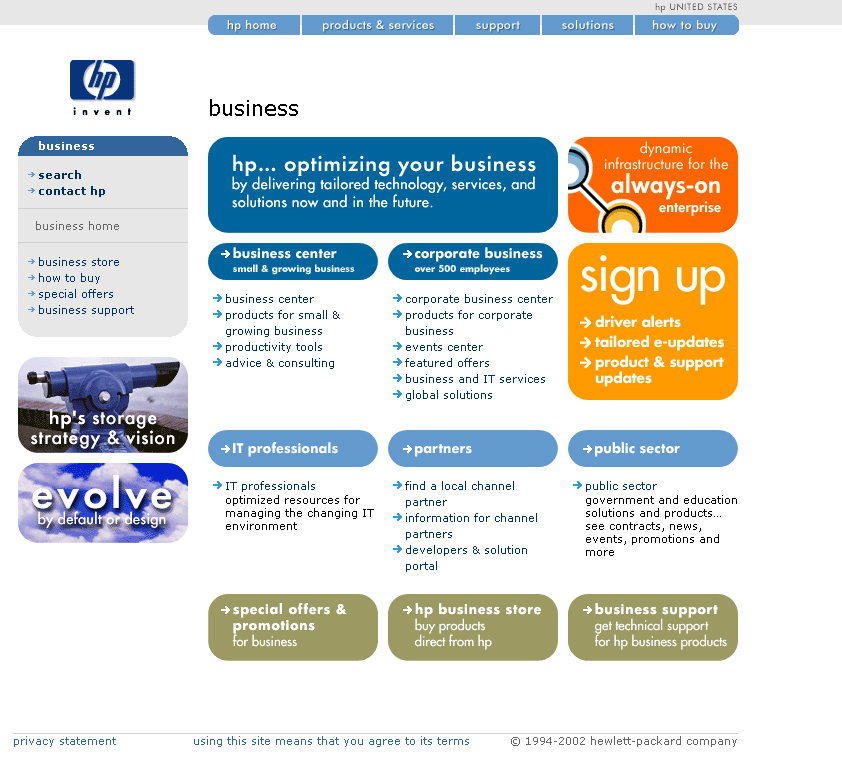 hp UNITED STATES
hp home
products & services
support
solutions
how to buy
hp
invent
business
business
search
contact hp
business home
business store
how to buy
special offers
business support
hp's storage
strategy & vision
evolve
by default or design
hp... optimizing your business
by delivering tailored technology, services, and
solutions now and in the future.
dynamic
infrastructure for the
always-on
enterprise
business center
small & growing business
business center
products for small &
growing business
productivity tools
advice & consulting
corporate business
over 500 employees
corporate business center
products for corporate
business
events center
featured offers
business and IT services
global solutions
sign up
driver alerts
tailored e-updates
product & support
updates
IT professionals
IT professionals
optimized resources for
managing the changing IT
environment
partners
find a local channel
partner
information for channel
partners
developers & solution
portal
public sector
public sector
government and education
solutions and products...
see contracts, news,
events, promotions and
more
special offers &
promotions
for business
hp business store
buy products
direct from hp
business support
get technical support
for hp business products
privacy statement
using this site means that you agree to its terms
© 1994-2002 hewlett-packard company